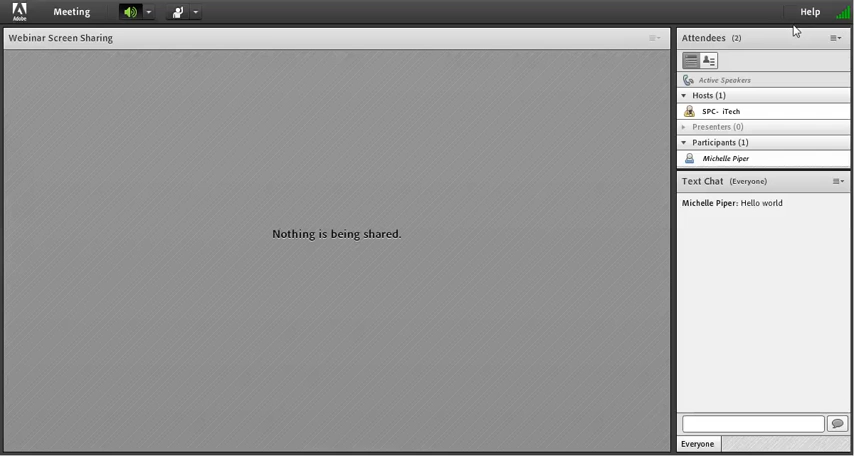 Adobe
Meeting
Help
Webinar Screen Sharing
Nothing is being shared.
Attendees (2)
Active Speakers
Hosts (1)
SPC- iTech
Presenters (0)
Participants (1)
Michelle Piper
Text Chat (Everyone)
Michelle Piper: Hello world
Everyone